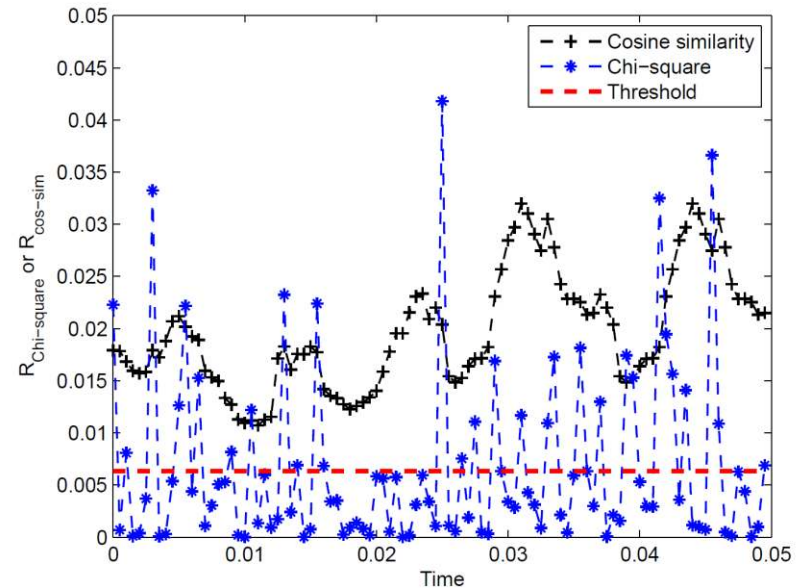 0.05
0.045
0.04
0.035
0.03
0.025
0.02
0.015
0.01
0.005
0
R_Chi−square or R_cos−sim
Cosine similarity
Chi−square
Threshold
0 0.01 0.02 0.03 0.04 0.05
Time